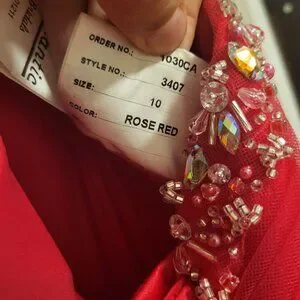 ORDER NO.: 1030CA
STYLE NO.: 3407
SIZE: 10
COLOR: ROSE RED